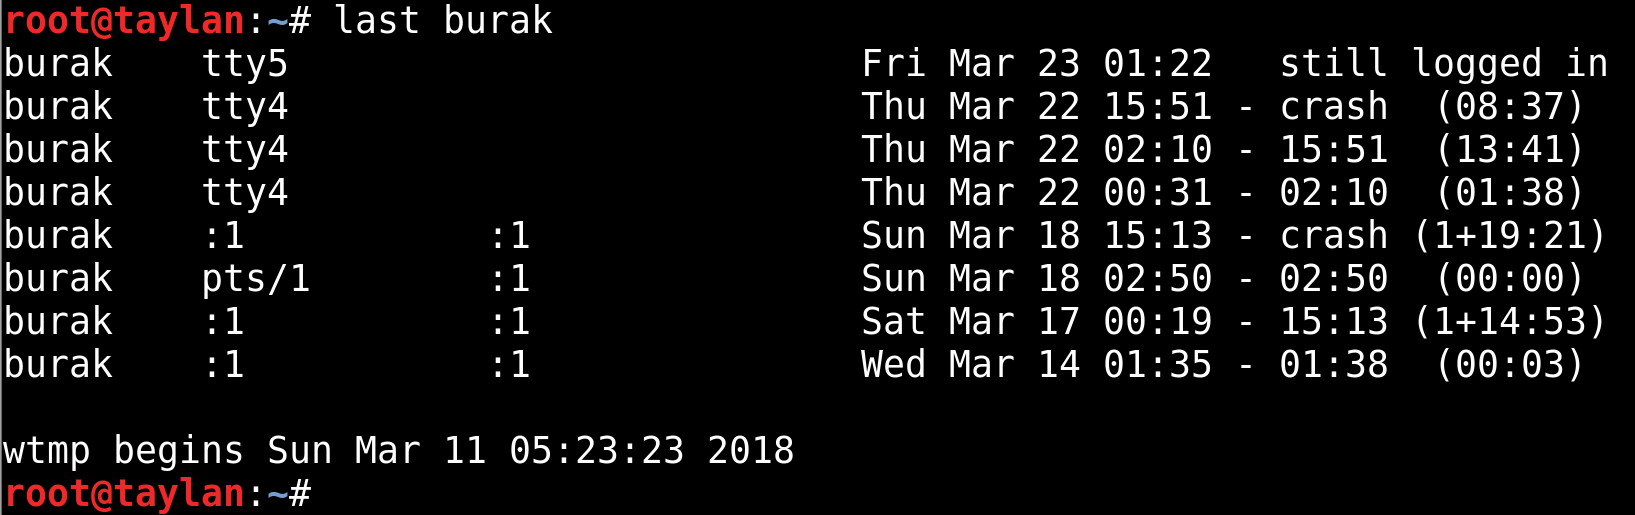 root@taylan:~# last burak
burak    tty5                          Fri Mar 23 01:22   still logged in
burak    tty4                          Thu Mar 22 15:51 - crash  (08:37)
burak    tty4                          Thu Mar 22 02:10 - 15:51  (13:41)
burak    tty4                          Thu Mar 22 00:31 - 02:10  (01:38)
burak    :1           :1               Sun Mar 18 15:13 - crash (1+19:21)
burak    pts/1        :1               Sun Mar 18 02:50 - 02:50  (00:00)
burak    :1           :1               Sat Mar 17 00:19 - 15:13 (1+14:53)
burak    :1           :1               Wed Mar 14 01:35 - 01:38  (00:03)

wtmp begins Sun Mar 11 05:23:23 2018
root@taylan:~#